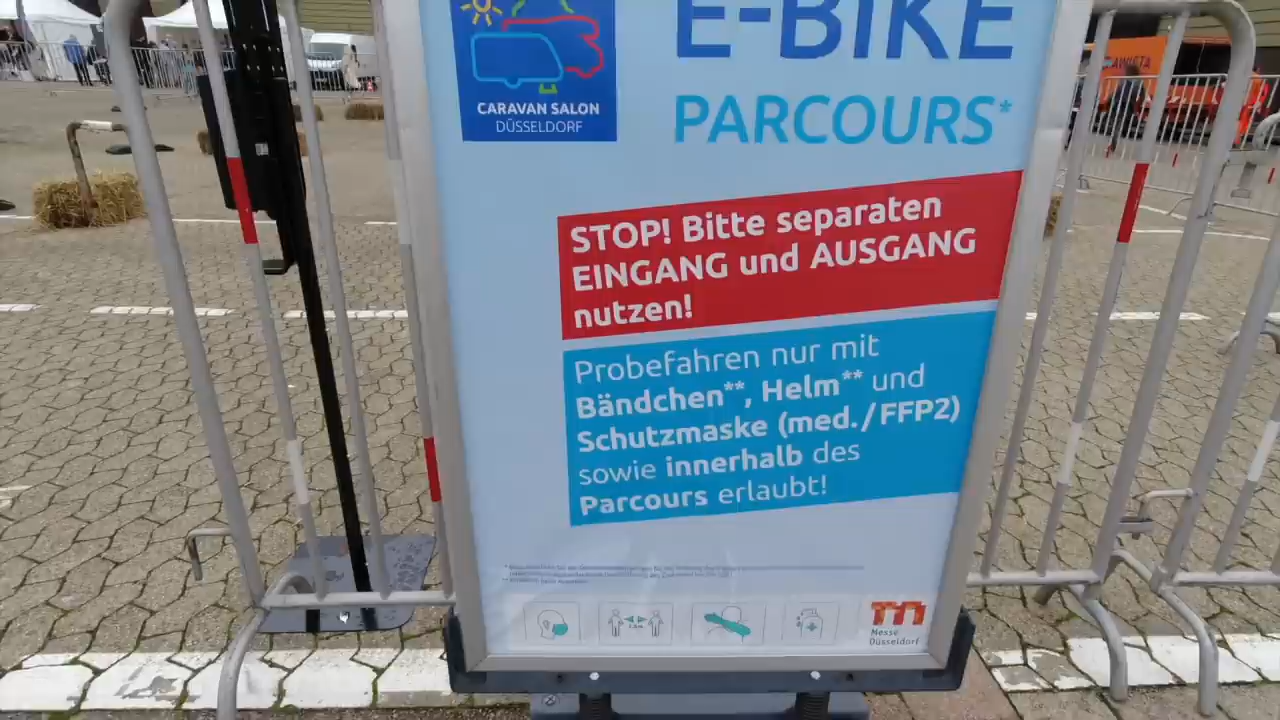 E-BIKE
CARAVAN SALON
DÜSSELDORF
PARCOURS*
AWISTA
STOP! Bitte separaten
EINGANG und AUSGANG
nutzen!
Probefahren nur mit
Bändchen**, Helm** und
Schutzmaske (med./FFP2)
sowie innerhalb des
Parcours erlaubt!
Messe
Düsseldorf